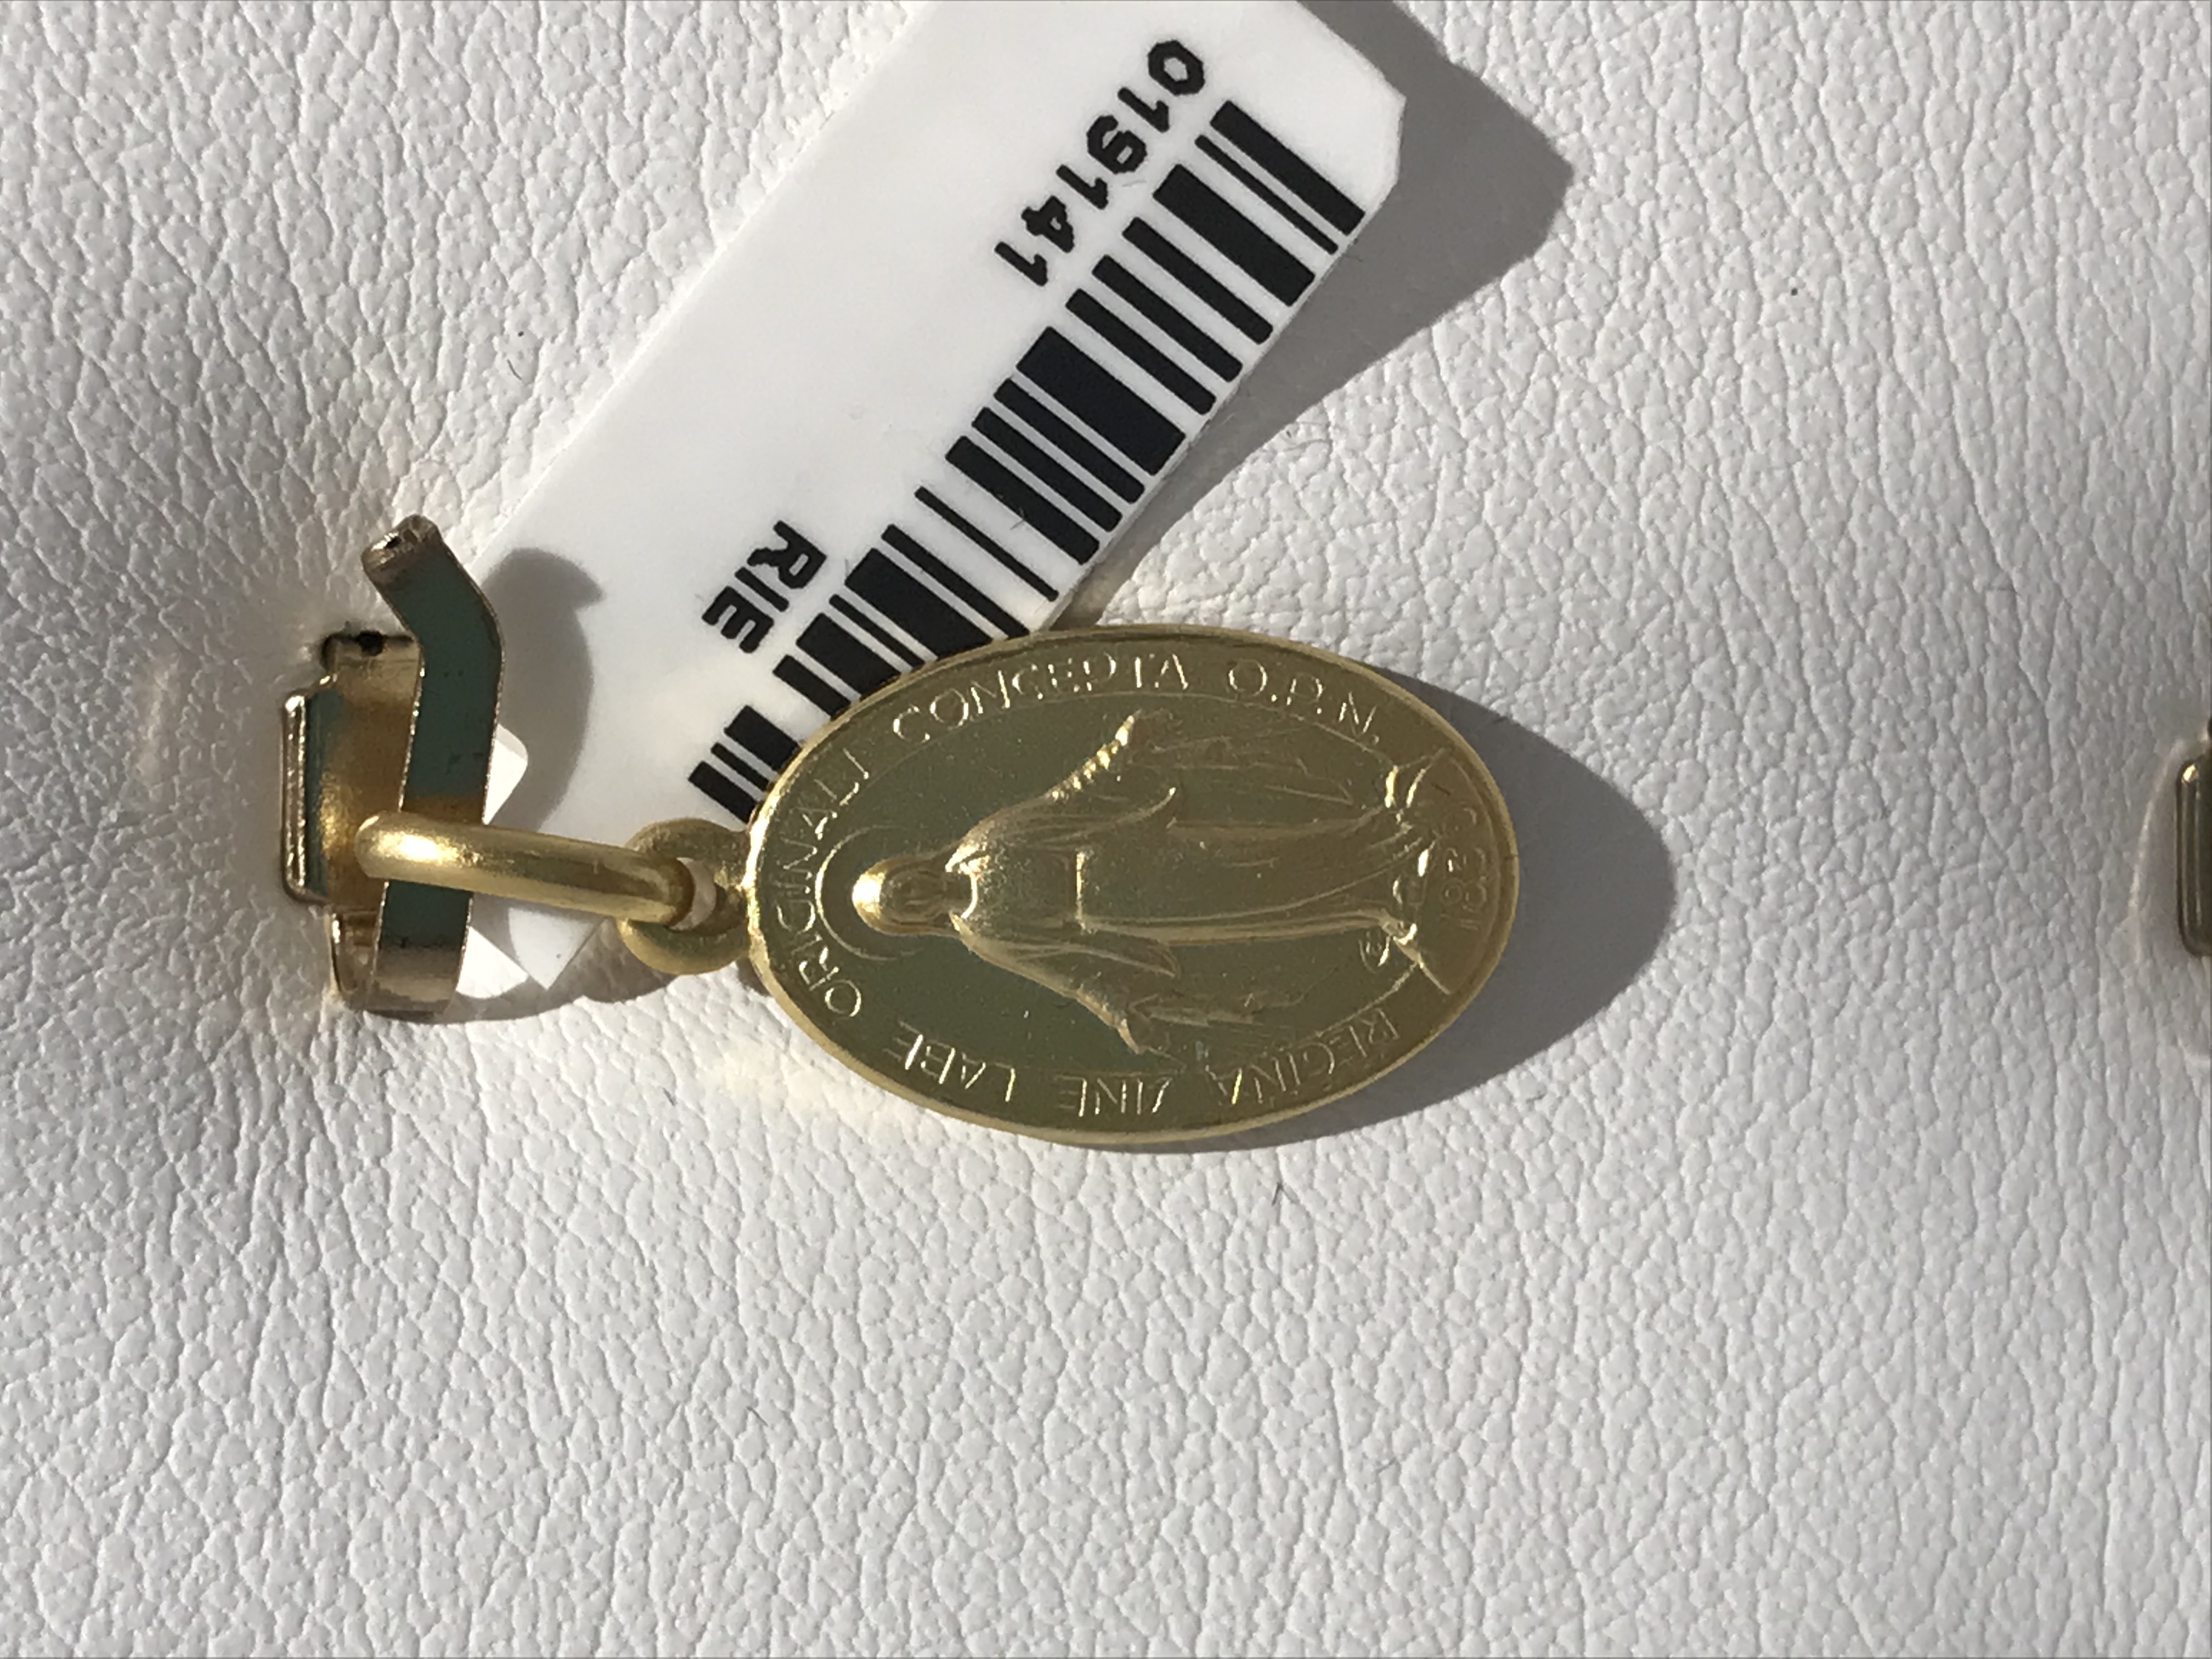 019141
RIE
REGINA SINE LABE ORIGINALI CONCEPTA O.P.N.
1830